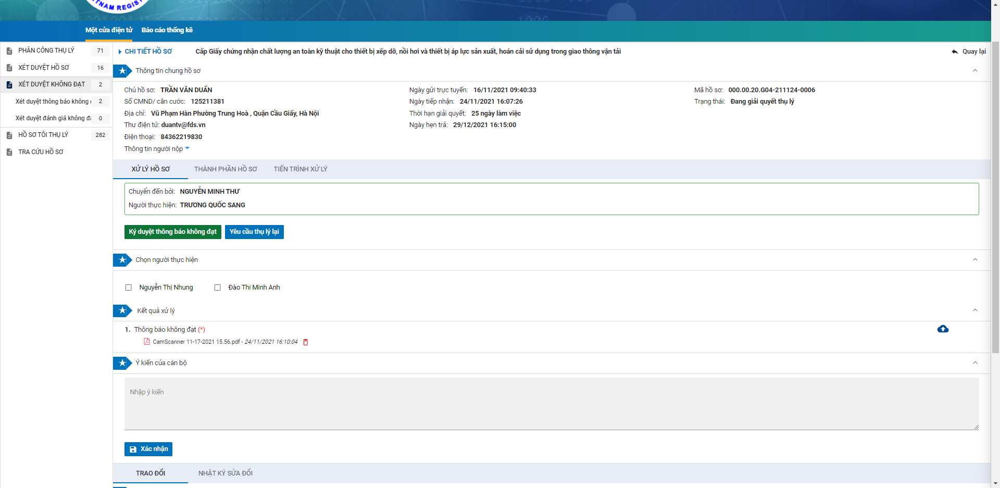 TNAM REGIS
Một cửa điện tử Báo cáo thống kê
PHÂN CÔNG THỤ LÝ 71
XÉT DUYỆT HỒ SƠ 16
XÉT DUYỆT KHÔNG ĐẠT 2
Xét duyệt thông báo không 2
Xét duyệt đánh giá không 0
HỒ SƠ TÔI THỤ LÝ 282
TRA CỨU HỒ SƠ
CHI TIẾT HỒ SƠ Cấp Giấy chứng nhận chất lượng an toàn kỹ thuật cho thiết bị xếp dỡ, nồi hơi và thiết bị áp lực sản xuất, hoán cải sử dụng trong giao thông vận tải Quay lại
Thông tin chung hồ sơ
Chủ hồ sơ: TRẦN VĂN DUẨN
Số CMND/ căn cước: 125211381
Địa chỉ: Vũ Phạm Hàn Phường Trung Hoà , Quận Cầu Giấy, Hà Nội
Thư điện tử: duantv@fds.vn
Điện thoại: 84362219830
Thông tin người nộp
Ngày gửi trực tuyến: 16/11/2021 09:40:33
Ngày tiếp nhận: 24/11/2021 16:07:26
Thời hạn giải quyết: 25 ngày làm việc
Ngày hẹn trả: 29/12/2021 16:15:00
Mã hồ sơ: 000.00.20.G04-211124-0006
Trạng thái: Đang giải quyết thụ lý
XỬ LÝ HỒ SƠ THÀNH PHẦN HỒ SƠ TIẾN TRÌNH XỬ LÝ
Chuyển đến bởi: NGUYỄN MINH THƯ
Người thực hiện: TRƯƠNG QUỐC SANG
Ký duyệt thông báo không đạt Yêu cầu thụ lý lại
Chọn người thực hiện
Nguyễn Thị Nhung Đào Thi Minh Anh
Kết quả xử lý
1. Thông báo không đạt (*)
CamScanner 11-17-2021 15.56.pdf - 24/11/2021 16:10:04
Ý kiến của cán bộ
Nhập ý kiến
Xác nhận
TRAO ĐỔI NHẬT KÝ SỬA ĐỔI